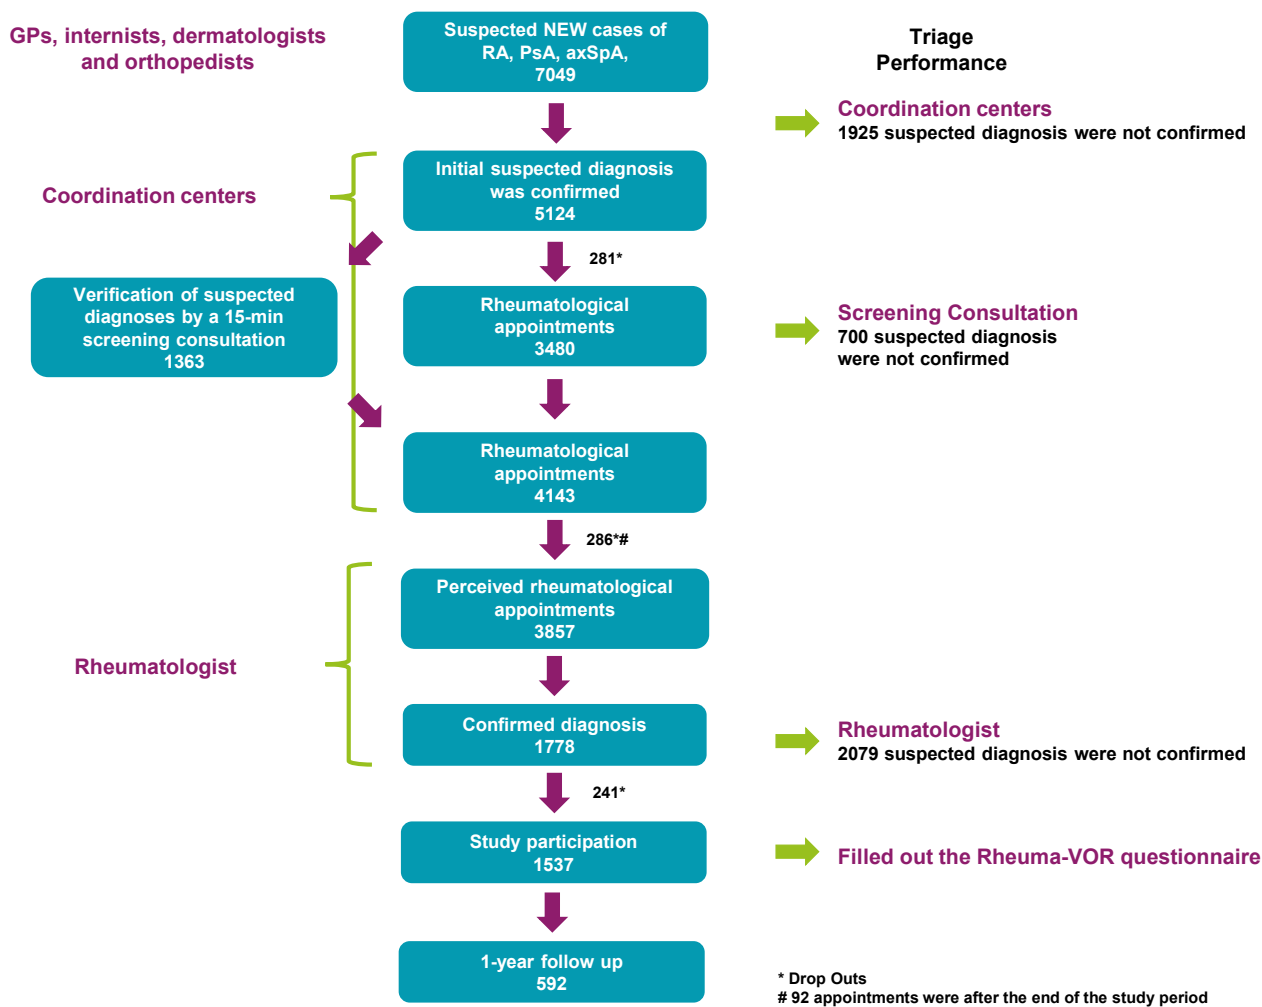 GPs, internists, dermatologists
and orthopedists
Suspected NEW cases of
RA, PsA, axSpA,
7049
Triage
Performance
Coordination centers
1925 suspected diagnosis were not confirmed
Coordination centers
Initial suspected diagnosis
was confirmed
5124
281*
Verification of suspected
diagnoses by a 15-min
screening consultation
1363
Rheumatological
appointments
3480
Screening Consultation
700 suspected diagnosis
were not confirmed
Rheumatological
appointments
4143
286*#
Rheumatologist
Perceived rheumatological
appointments
3857
Confirmed diagnosis
1778
Rheumatologist
2079 suspected diagnosis were not confirmed
241*
Study participation
1537
Filled out the Rheuma-VOR questionnaire
1-year follow up
592
* Drop Outs
# 92 appointments were after the end of the study period